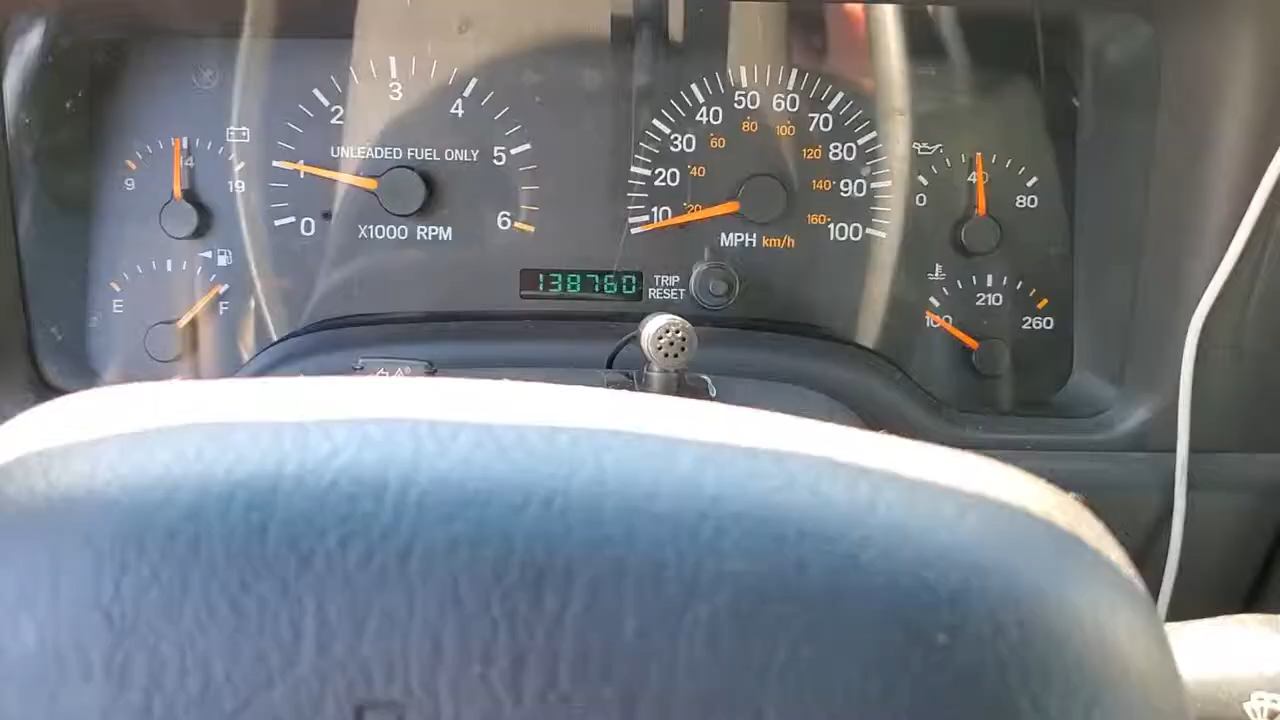 9 14 19
E F
0 1 2 3 4 5 6
UNLEADED FUEL ONLY
X1000 RPM
138760
TRIP
RESET
10 20 30 40 50 60 70 80 90 100
20 40 60 80 100 120 140 160
MPH km/h
0 40 80
100 210 260